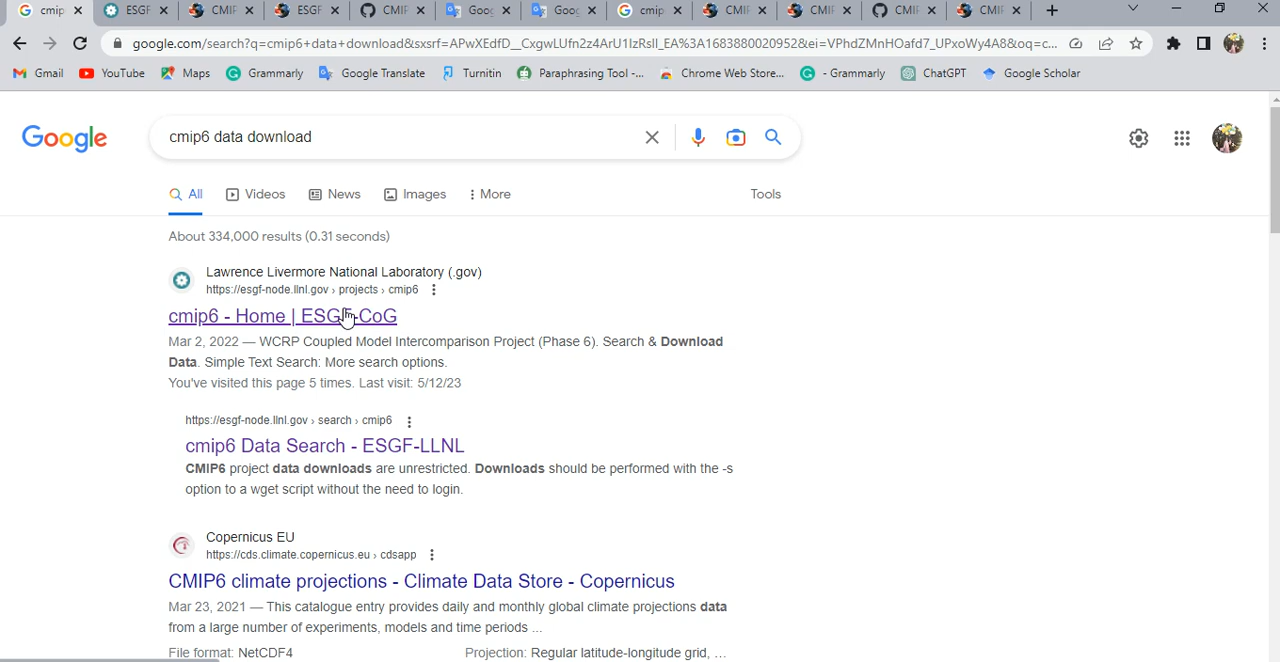 cmip ESGF CMIP ESGF CMIF Goog Goog cmip CMIF CMIF CMIF CMIF
google.com/search?q=cmip6+data+download&sxsrf=APwXEdfD__CxgwLUfn2z4ArU1IzRslI_EA%3A1683880020952&ei=VPhdZMnHOafd7_UPxoWy4A8&oq=c...
Gmail YouTube Maps Grammarly Google Translate Turnitin Paraphrasing Tool -... Chrome Web Store... - Grammarly ChatGPT Google Scholar
Google cmip6 data download
All Videos News Images More Tools
About 334,000 results (0.31 seconds)
Lawrence Livermore National Laboratory (.gov)
https://esgf-node.llnl.gov › projects › cmip6
cmip6 - Home | ESGF-CoG
Mar 2, 2022 — WCRP Coupled Model Intercomparison Project (Phase 6). Search & Download
Data. Simple Text Search: More search options.
You've visited this page 5 times. Last visit: 5/12/23
https://esgf-node.llnl.gov › search › cmip6
cmip6 Data Search - ESGF-LLNL
CMIP6 project data downloads are unrestricted. Downloads should be performed with the -s
option to a wget script without the need to login.
Copernicus EU
https://cds.climate.copernicus.eu › cdsapp
CMIP6 climate projections - Climate Data Store - Copernicus
Mar 23, 2021 — This catalogue entry provides daily and monthly global climate projections data
from a large number of experiments, models and time periods ...
File format: NetCDF4 Projection: Regular latitude-longitude grid, ...